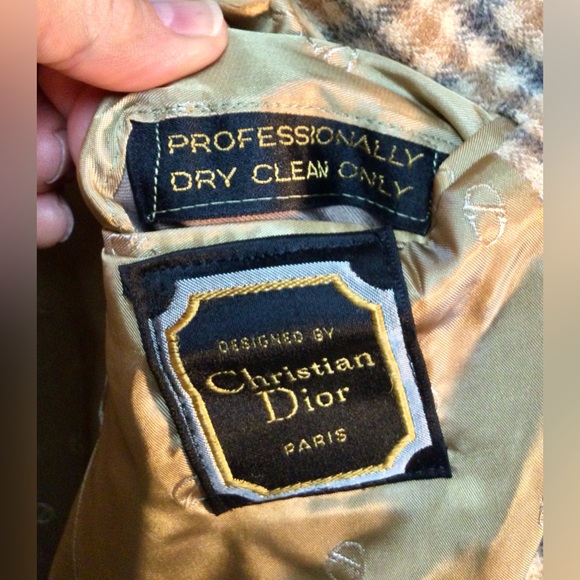 PROFESSIONALLY
DRY CLEAN ONLY
DESIGNED BY
Christian
Dior
PARIS